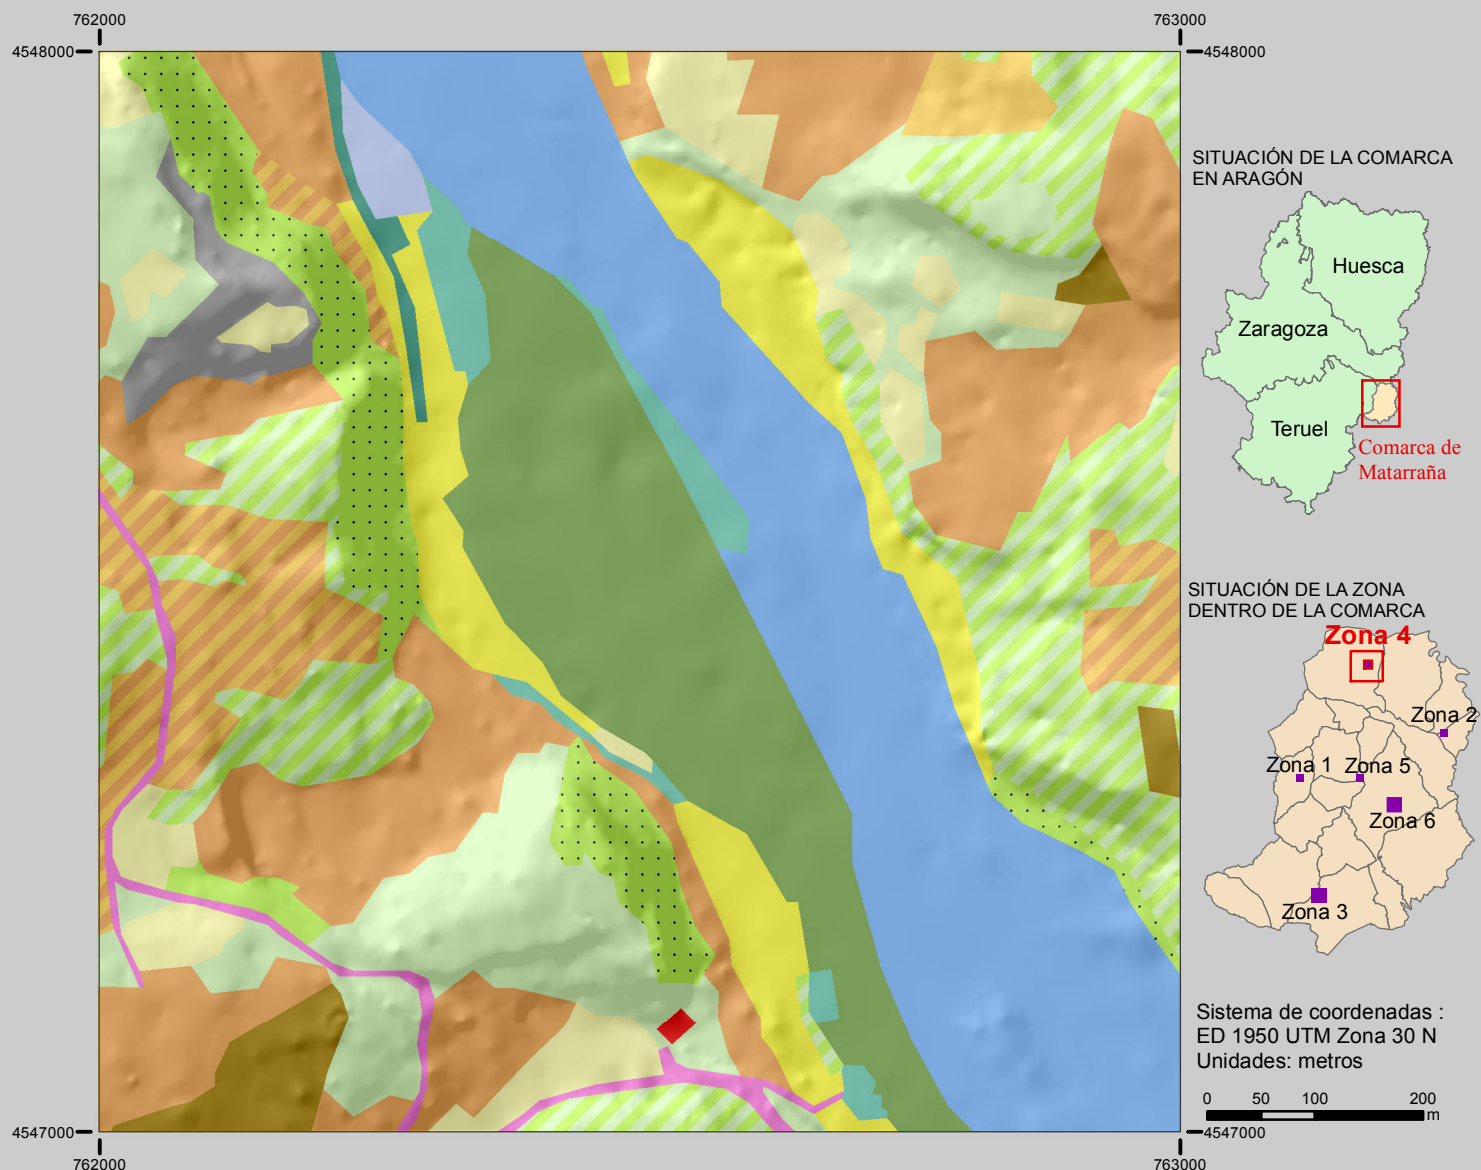 762000
763000
4548000
4548000
SITUACIÓN DE LA COMARCA
EN ARAGÓN
Huesca
Zaragoza
Teruel
Comarca de
Matarraña
SITUACIÓN DE LA ZONA
DENTRO DE LA COMARCA
Zona 4
Zona 2
Zona 1
Zona 5
Zona 6
Zona 3
Sistema de coordenadas :
ED 1950 UTM Zona 30 N
Unidades: metros
0 50 100 200
m
4547000
4547000
762000
763000